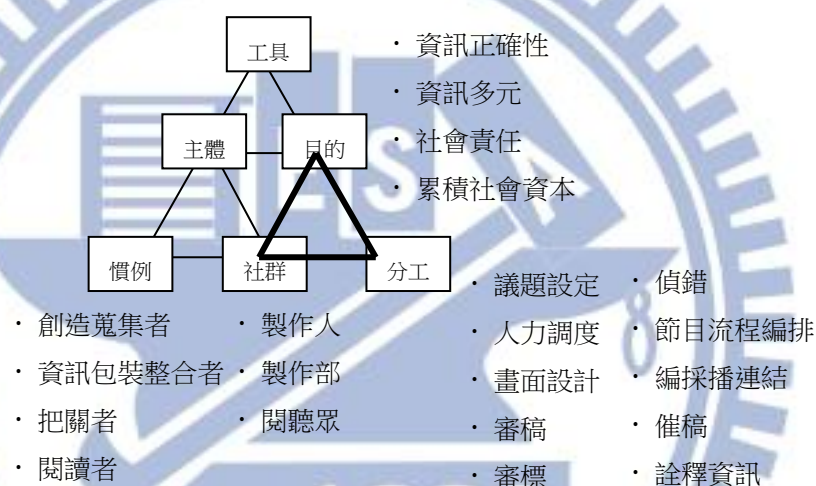 工具
・資訊正確性
・資訊多元
主體
目的
・社會責任
・累積社會資本
慣例
社群
分工
・創造蒐集者
・資訊包裝整合者
・把關者
・閱讀者
・製作人
・製作部
・閱聽眾
・議題設定
・人力調度
・畫面設計
・審稿
・審標
・偵錯
・節目流程編排
・編採播連結
・催稿
・詮釋資訊